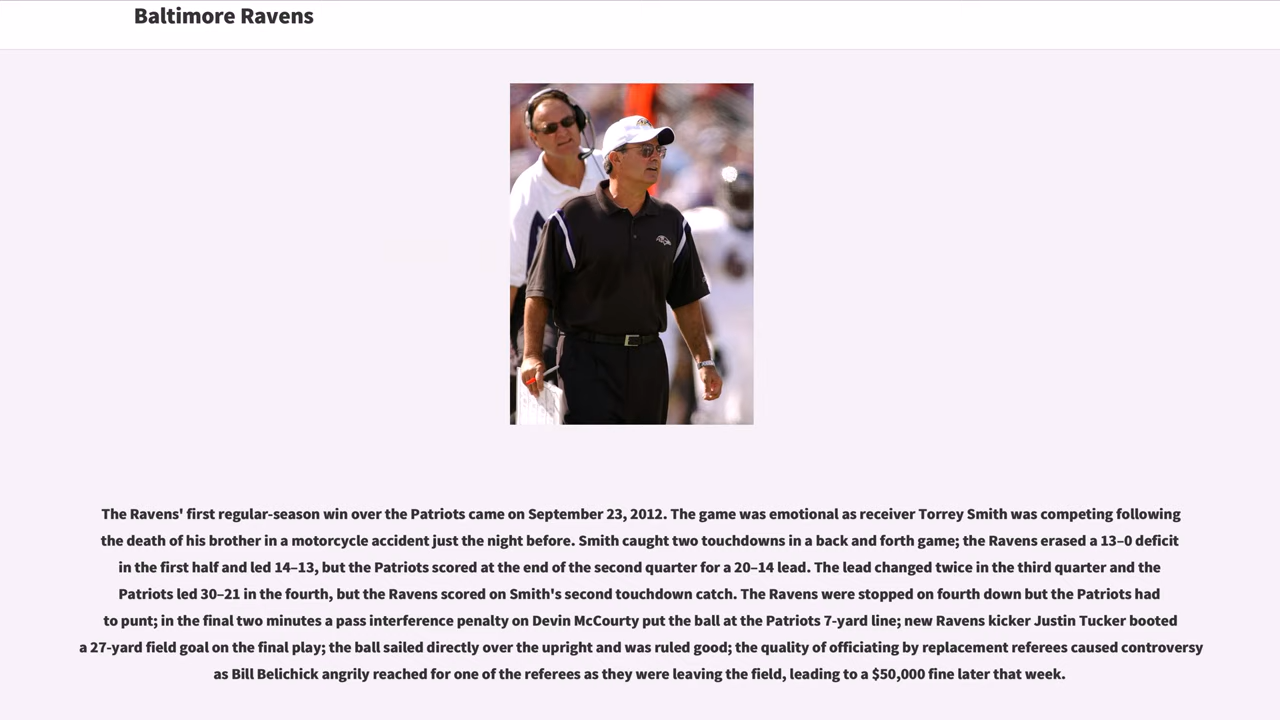 Baltimore Ravens
The Ravens' first regular-season win over the Patriots came on September 23, 2012. The game was emotional as receiver Torrey Smith was competing following
the death of his brother in a motorcycle accident just the night before. Smith caught two touchdowns in a back and forth game; the Ravens erased a 13–0 deficit
in the first half and led 14–13, but the Patriots scored at the end of the second quarter for a 20–14 lead. The lead changed twice in the third quarter and the
Patriots led 30–21 in the fourth, but the Ravens scored on Smith's second touchdown catch. The Ravens were stopped on fourth down but the Patriots had
to punt; in the final two minutes a pass interference penalty on Devin McCourty put the ball at the Patriots 7-yard line; new Ravens kicker Justin Tucker booted
a 27-yard field goal on the final play; the ball sailed directly over the upright and was ruled good; the quality of officiating by replacement referees caused controversy
as Bill Belichick angrily reached for one of the referees as they were leaving the field, leading to a $50,000 fine later that week.